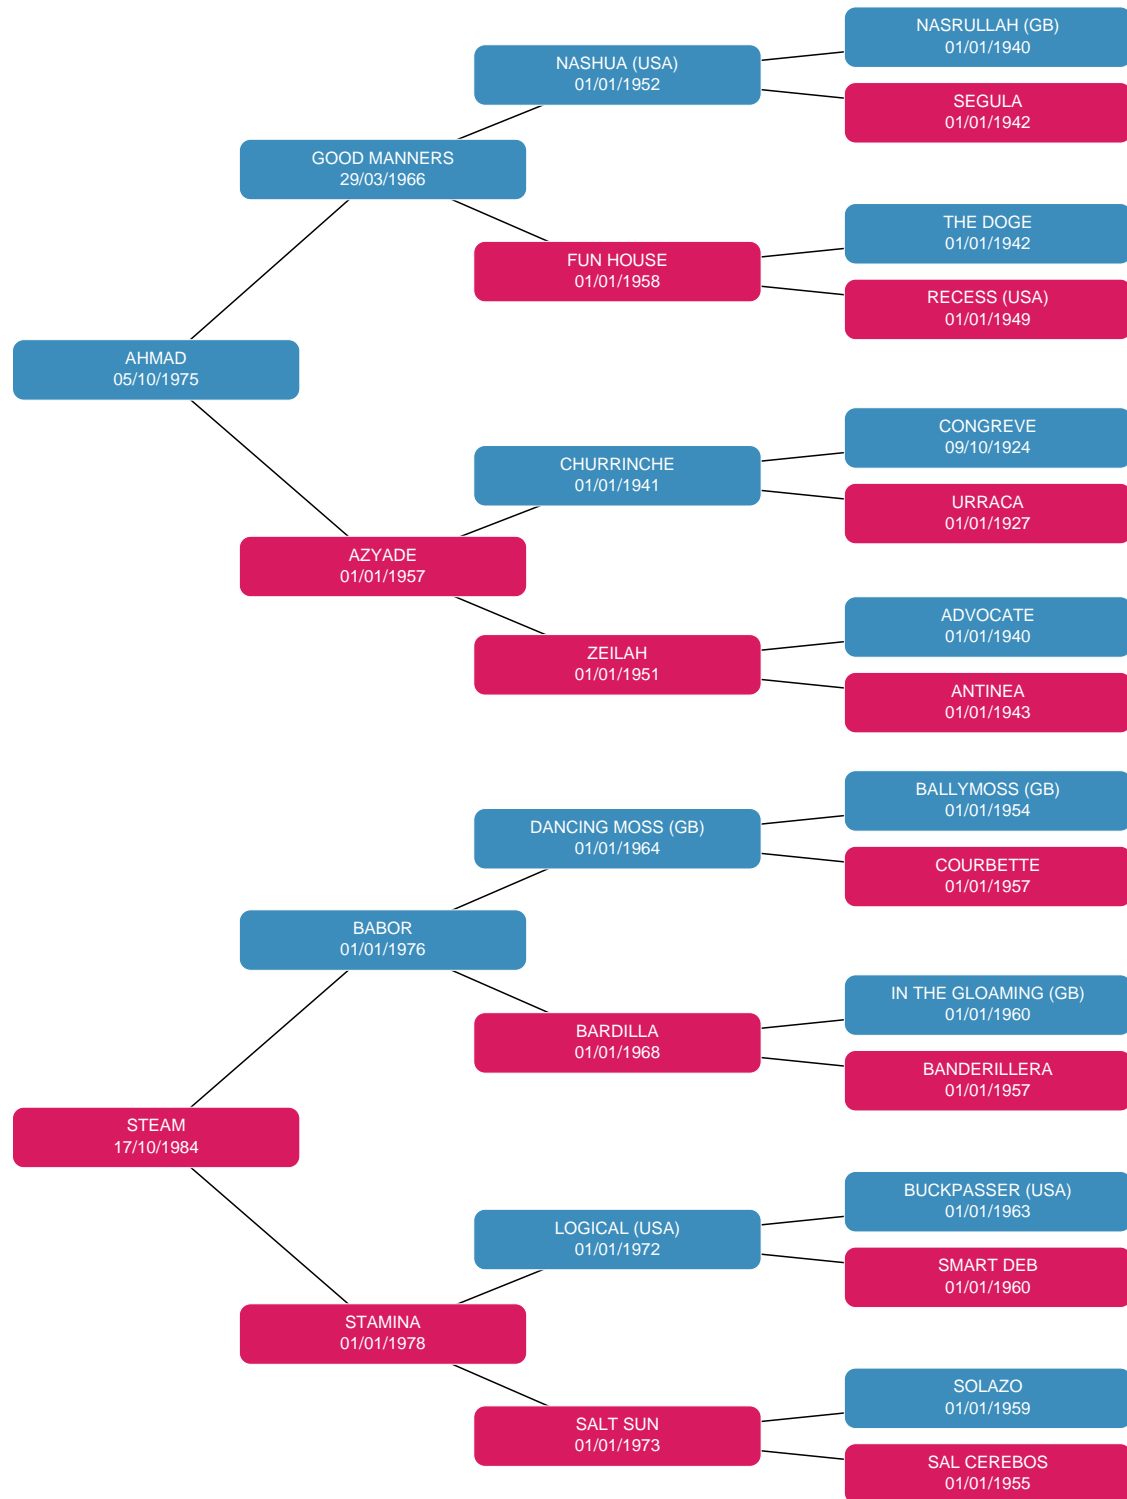 NASRULLAH (GB)
01/01/1940
NASHUA (USA)
01/01/1952
SEGULA
01/01/1942
GOOD MANNERS
29/03/1966
THE DOGE
01/01/1942
FUN HOUSE
01/01/1958
RECESS (USA)
01/01/1949
AHMAD
05/10/1975
CONGREVE
09/10/1924
CHURRINCHE
01/01/1941
URRACA
01/01/1927
AZYADE
01/01/1957
ADVOCATE
01/01/1940
ZEILAH
01/01/1951
ANTINEA
01/01/1943
BALLYMOSS (GB)
01/01/1954
DANCING MOSS (GB)
01/01/1964
COURBETTE
01/01/1957
BABOR
01/01/1976
IN THE GLOAMING (GB)
01/01/1960
BARDILLA
01/01/1968
BANDERILLERA
01/01/1957
STEAM
17/10/1984
BUCKPASSER (USA)
01/01/1963
LOGICAL (USA)
01/01/1972
SMART DEB
01/01/1960
STAMINA
01/01/1978
SOLAZO
01/01/1959
SALT SUN
01/01/1973
SAL CEREBOS
01/01/1955